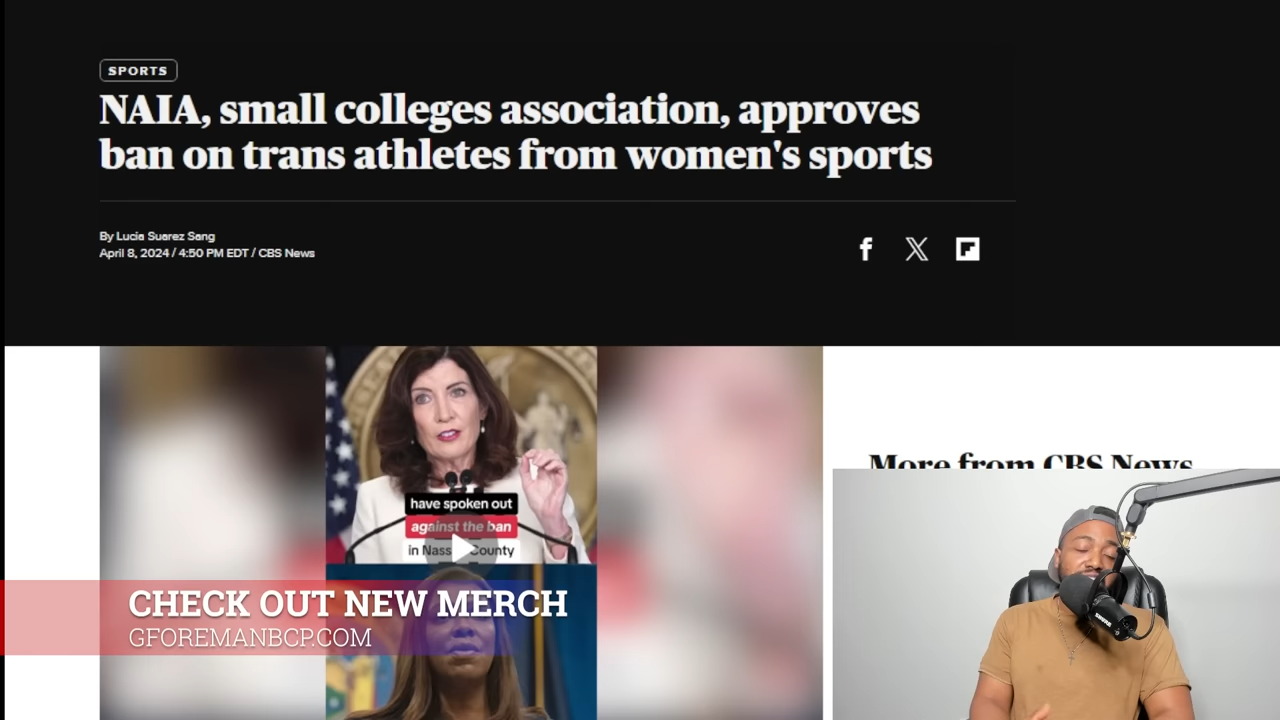 SPORTS
NAIA, small colleges association, approves
ban on trans athletes from women's sports
By Lucia Suarez Sang
April 8, 2024 / 4:50 PM EDT / CBS News
have spoken out
against the ban
in Nass County
More from CBS News
CHECK OUT NEW MERCH
GFOREMANBCP.COM
SHURE